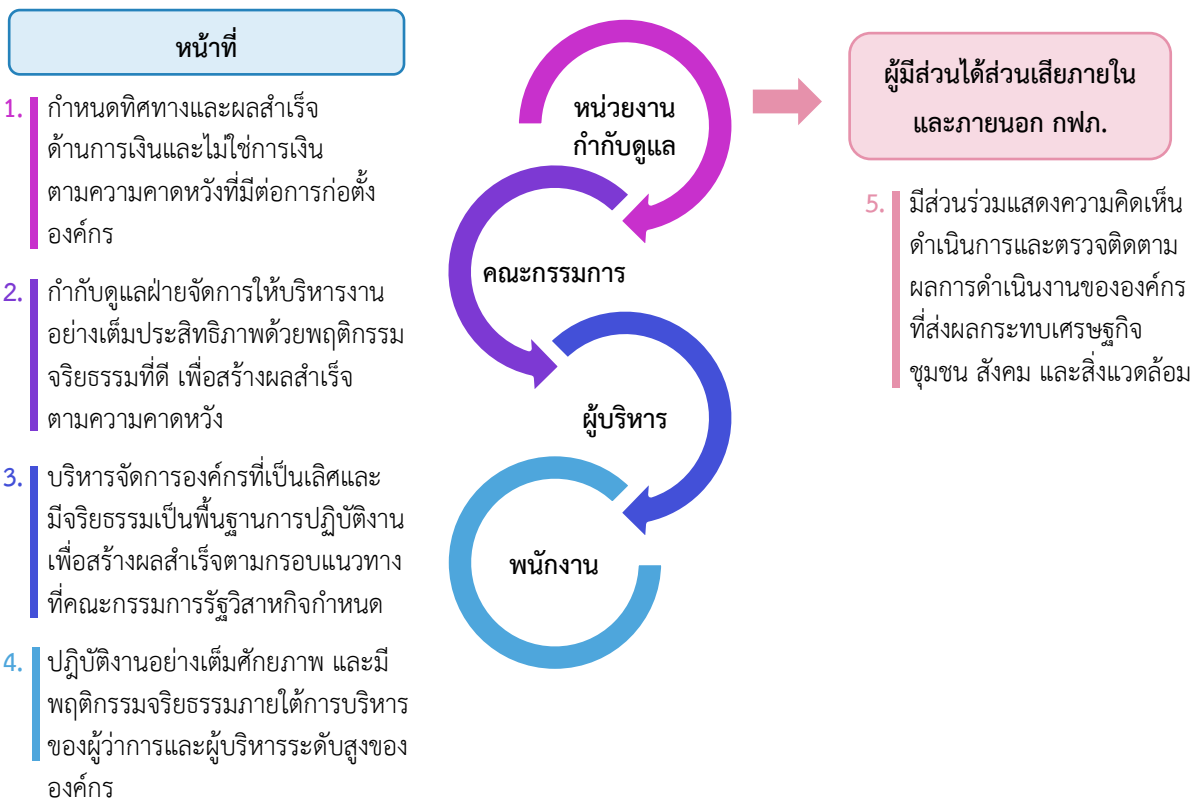 หน้าที่
1. กำหนดทิศทางและผลสำเร็จ
ด้านการเงินและไม่ใช่การเงิน
ตามความคาดหวังที่มีต่อการก่อตั้ง
องค์กร
2. กำกับดูแลฝ่ายจัดการให้บริหารงาน
อย่างเต็มประสิทธิภาพด้วยพฤติกรรม
จริยธรรมที่ดี เพื่อสร้างผลสำเร็จ
ตามความคาดหวัง
3. บริหารจัดการองค์กรที่เป็นเลิศและ
มีจริยธรรมเป็นพื้นฐานการปฏิบัติงาน
เพื่อสร้างผลสำเร็จตามกรอบแนวทาง
ที่คณะกรรมการรัฐวิสาหกิจกำหนด
4. ปฏิบัติงานอย่างเต็มศักยภาพ และมี
พฤติกรรมจริยธรรมภายใต้การบริหาร
ของผู้ว่าการและผู้บริหารระดับสูงของ
องค์กร
หน่วยงาน
กำกับดูแล
คณะกรรมการ
ผู้บริหาร
พนักงาน
ผู้มีส่วนได้ส่วนเสียภายใน
และภายนอก กฟภ.
5. มีส่วนร่วมแสดงความคิดเห็น
ดำเนินการและตรวจติดตาม
ผลการดำเนินงานขององค์กร
ที่ส่งผลกระทบเศรษฐกิจ
ชุมชน สังคม และสิ่งแวดล้อม